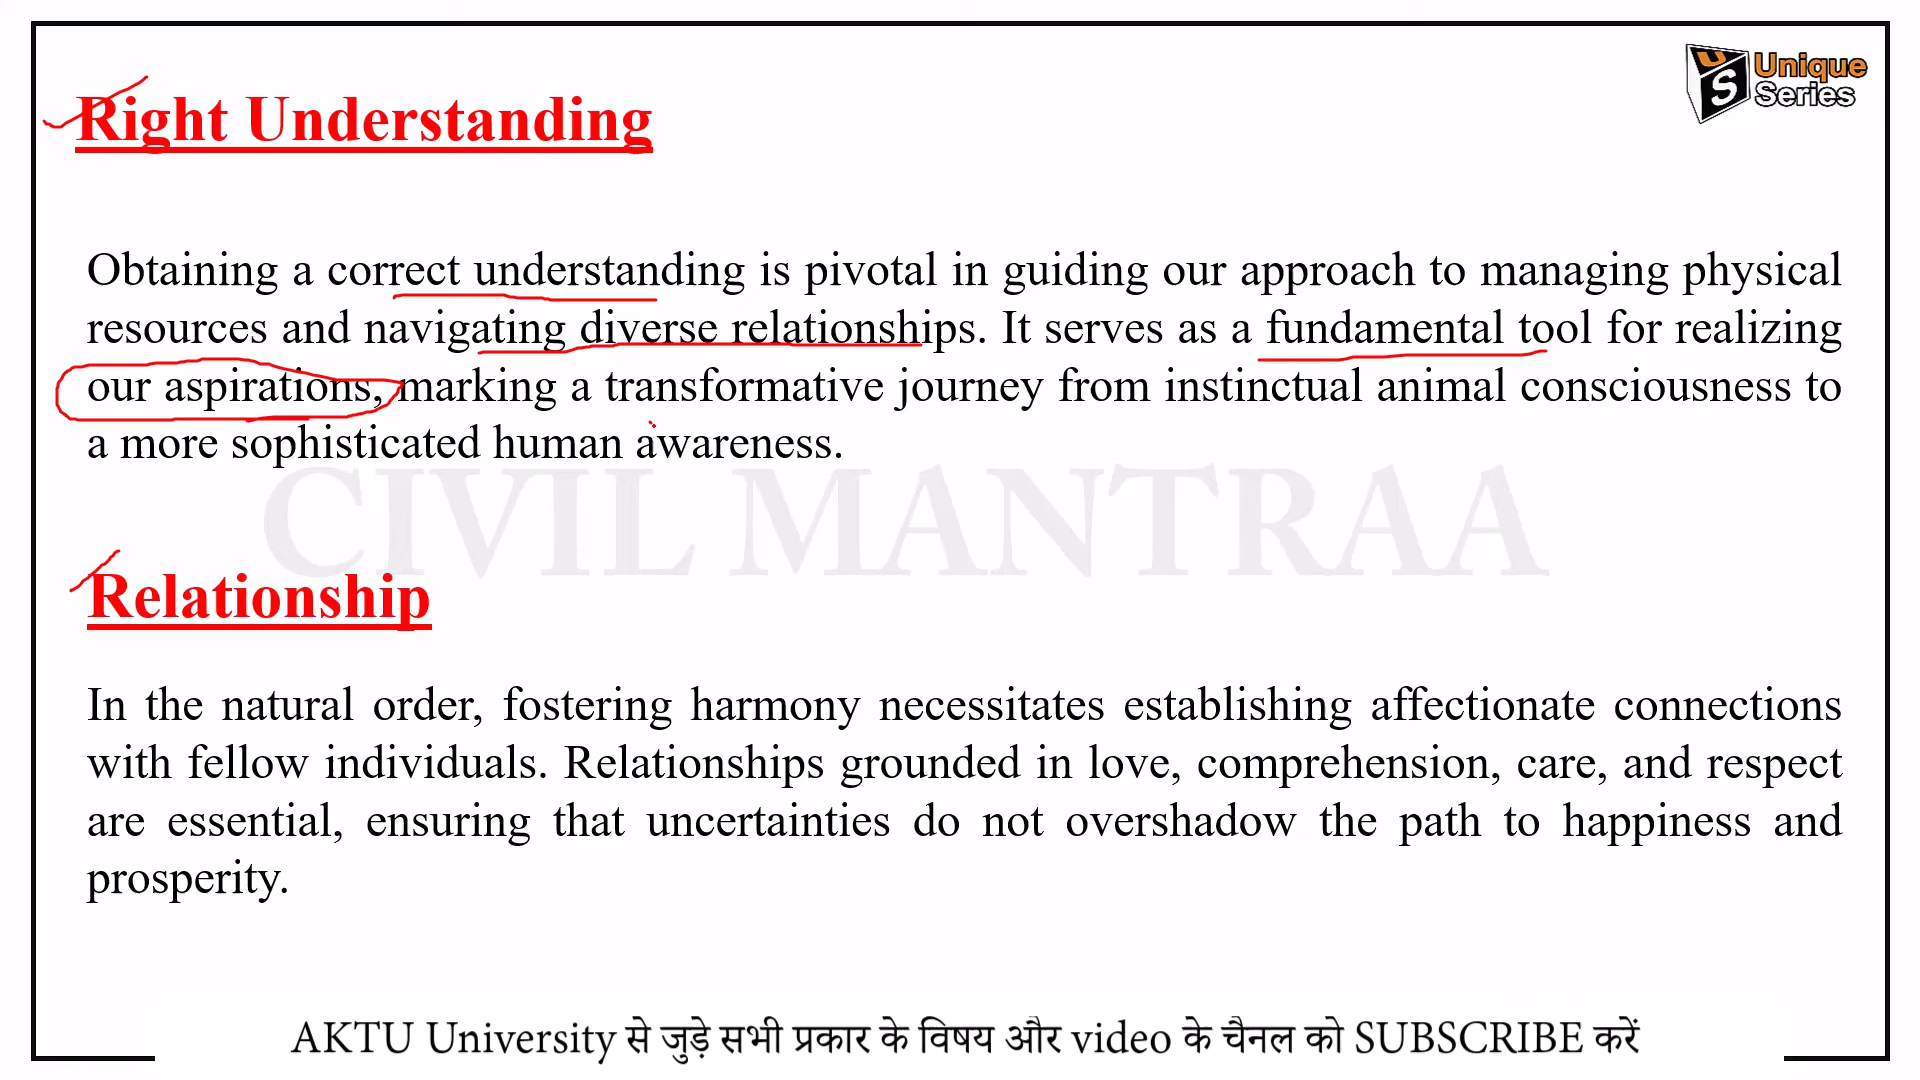 Unique
Series
US
Right Understanding
Obtaining a correct understanding is pivotal in guiding our approach to managing physical
resources and navigating diverse relationships. It serves as a fundamental tool for realizing
our aspirations, marking a transformative journey from instinctual animal consciousness to
a more sophisticated human awareness.
CIVIL MANTRAA
Relationship
In the natural order, fostering harmony necessitates establishing affectionate connections
with fellow individuals. Relationships grounded in love, comprehension, care, and respect
are essential, ensuring that uncertainties do not overshadow the path to happiness and
prosperity.
AKTU University से जुड़े सभी प्रकार के विषय और video के चैनल को SUBSCRIBE करें